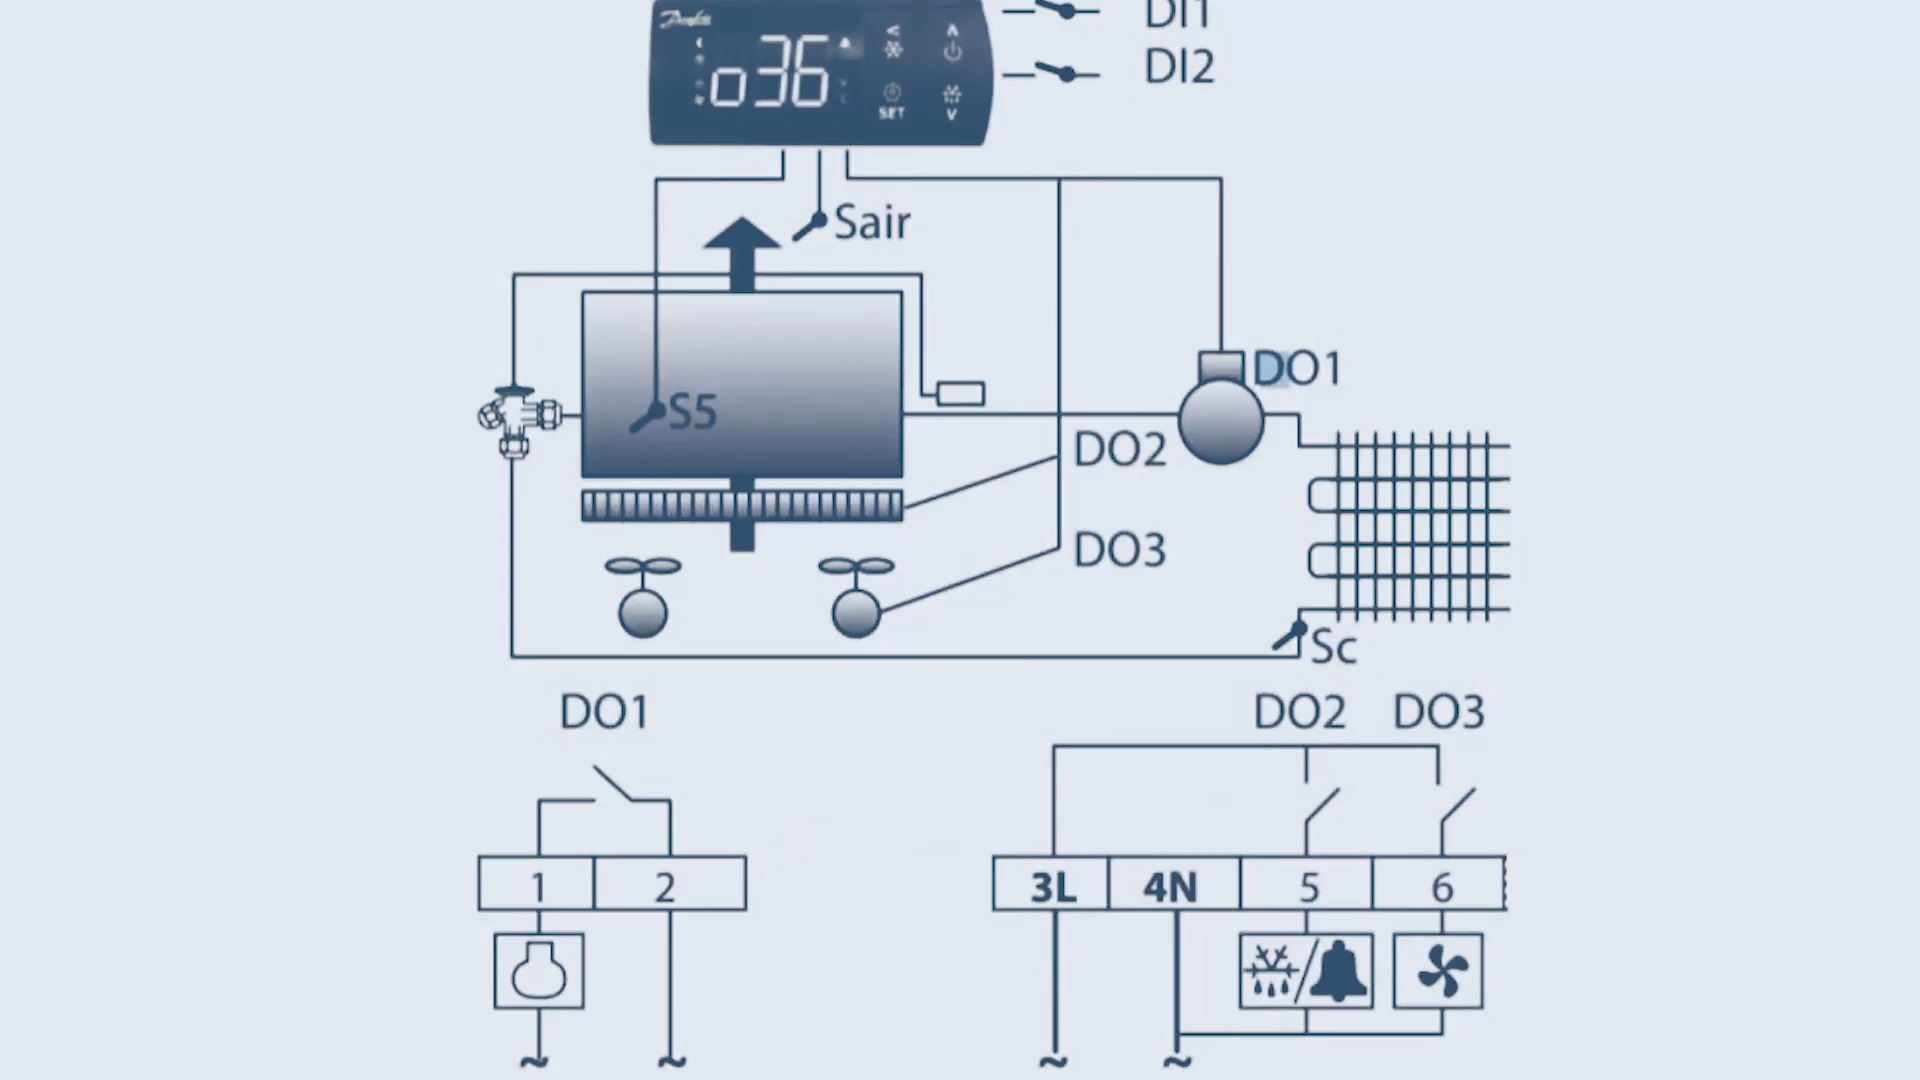 DI1
Danfoss
o36
SET
DI2
Sair
DO1
S5
DO2
DO3
Sc
DO1
DO2 DO3
1 2
3L 4N 5 6